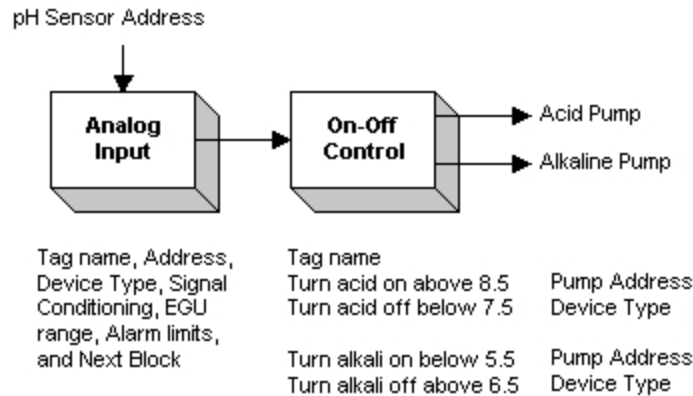 pH Sensor Address
Analog
Input
On-Off
Control
Acid Pump
Alkaline Pump
Tag name, Address,
Device Type, Signal
Conditioning, EGU
range, Alarm limits,
and Next Block
Tag name
Turn acid on above 8.5
Turn acid off below 7.5
Turn alkali on below 5.5
Turn alkali off above 6.5
Pump Address
Device Type
Pump Address
Device Type